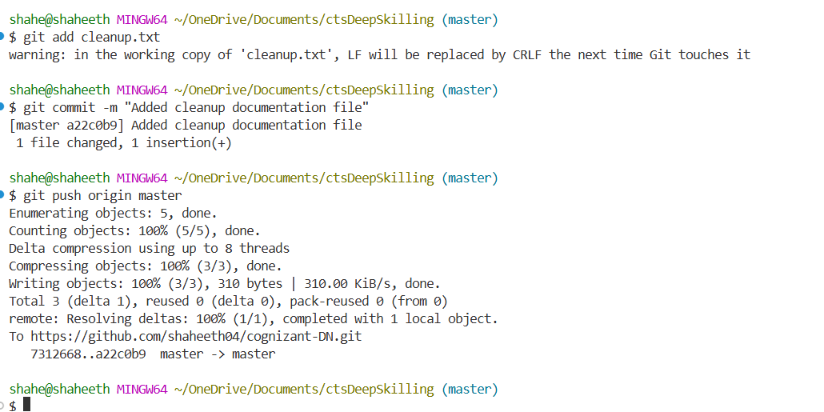 shahe@shaheeth MINGW64 ~/OneDrive/Documents/ctsDeepSkilling (master)
$ git add cleanup.txt
warning: in the working copy of 'cleanup.txt', LF will be replaced by CRLF the next time Git touches it
shahe@shaheeth MINGW64 ~/OneDrive/Documents/ctsDeepSkilling (master)
$ git commit -m "Added cleanup documentation file"
[master a22c0b9] Added cleanup documentation file
 1 file changed, 1 insertion(+)
shahe@shaheeth MINGW64 ~/OneDrive/Documents/ctsDeepSkilling (master)
$ git push origin master
Enumerating objects: 5, done.
Counting objects: 100% (5/5), done.
Delta compression using up to 8 threads
Compressing objects: 100% (3/3), done.
Writing objects: 100% (3/3), 310 bytes | 310.00 KiB/s, done.
Total 3 (delta 1), reused 0 (delta 0), pack-reused 0 (from 0)
remote: Resolving deltas: 100% (1/1), completed with 1 local object.
To https://github.com/shaheeth04/cognizant-DN.git
   7312668..a22c0b9  master -> master
shahe@shaheeth MINGW64 ~/OneDrive/Documents/ctsDeepSkilling (master)
$